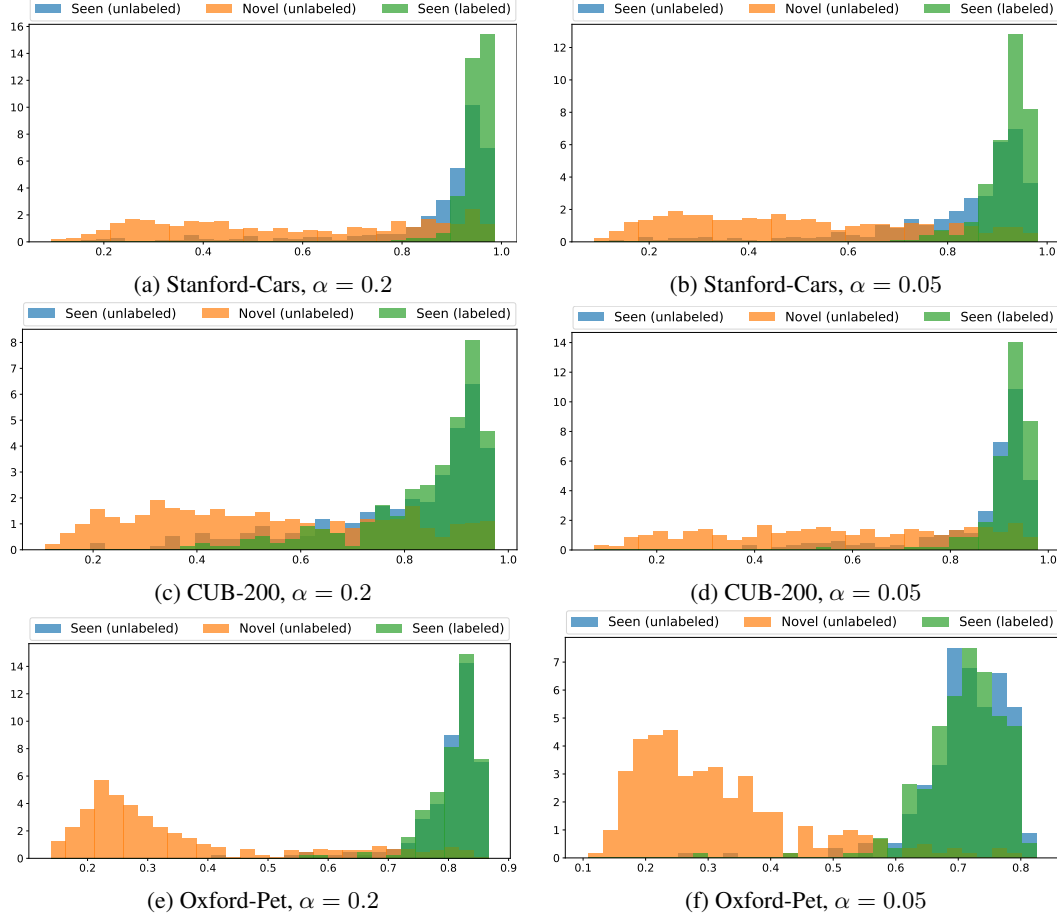 Seen (unlabeled) Novel (unlabeled) Seen (labeled)
Seen (unlabeled) Novel (unlabeled) Seen (labeled)
16
14
12
10
8
6
4
2
0
0.2 0.4 0.6 0.8 1.0
12
10
8
6
4
2
0
0.2 0.4 0.6 0.8 1.0
(a) Stanford-Cars, α = 0.2
(b) Stanford-Cars, α = 0.05
Seen (unlabeled) Novel (unlabeled) Seen (labeled)
Seen (unlabeled) Novel (unlabeled) Seen (labeled)
8
7
6
5
4
3
2
1
0
0.2 0.4 0.6 0.8 1.0
14
12
10
8
6
4
2
0
0.2 0.4 0.6 0.8 1.0
(c) CUB-200, α = 0.2
(d) CUB-200, α = 0.05
Seen (unlabeled) Novel (unlabeled) Seen (labeled)
Seen (unlabeled) Novel (unlabeled) Seen (labeled)
14
12
10
8
6
4
2
0
0.2 0.3 0.4 0.5 0.6 0.7 0.8 0.9
7
6
5
4
3
2
1
0
0.1 0.2 0.3 0.4 0.5 0.6 0.7 0.8
(e) Oxford-Pet, α = 0.2
(f) Oxford-Pet, α = 0.05